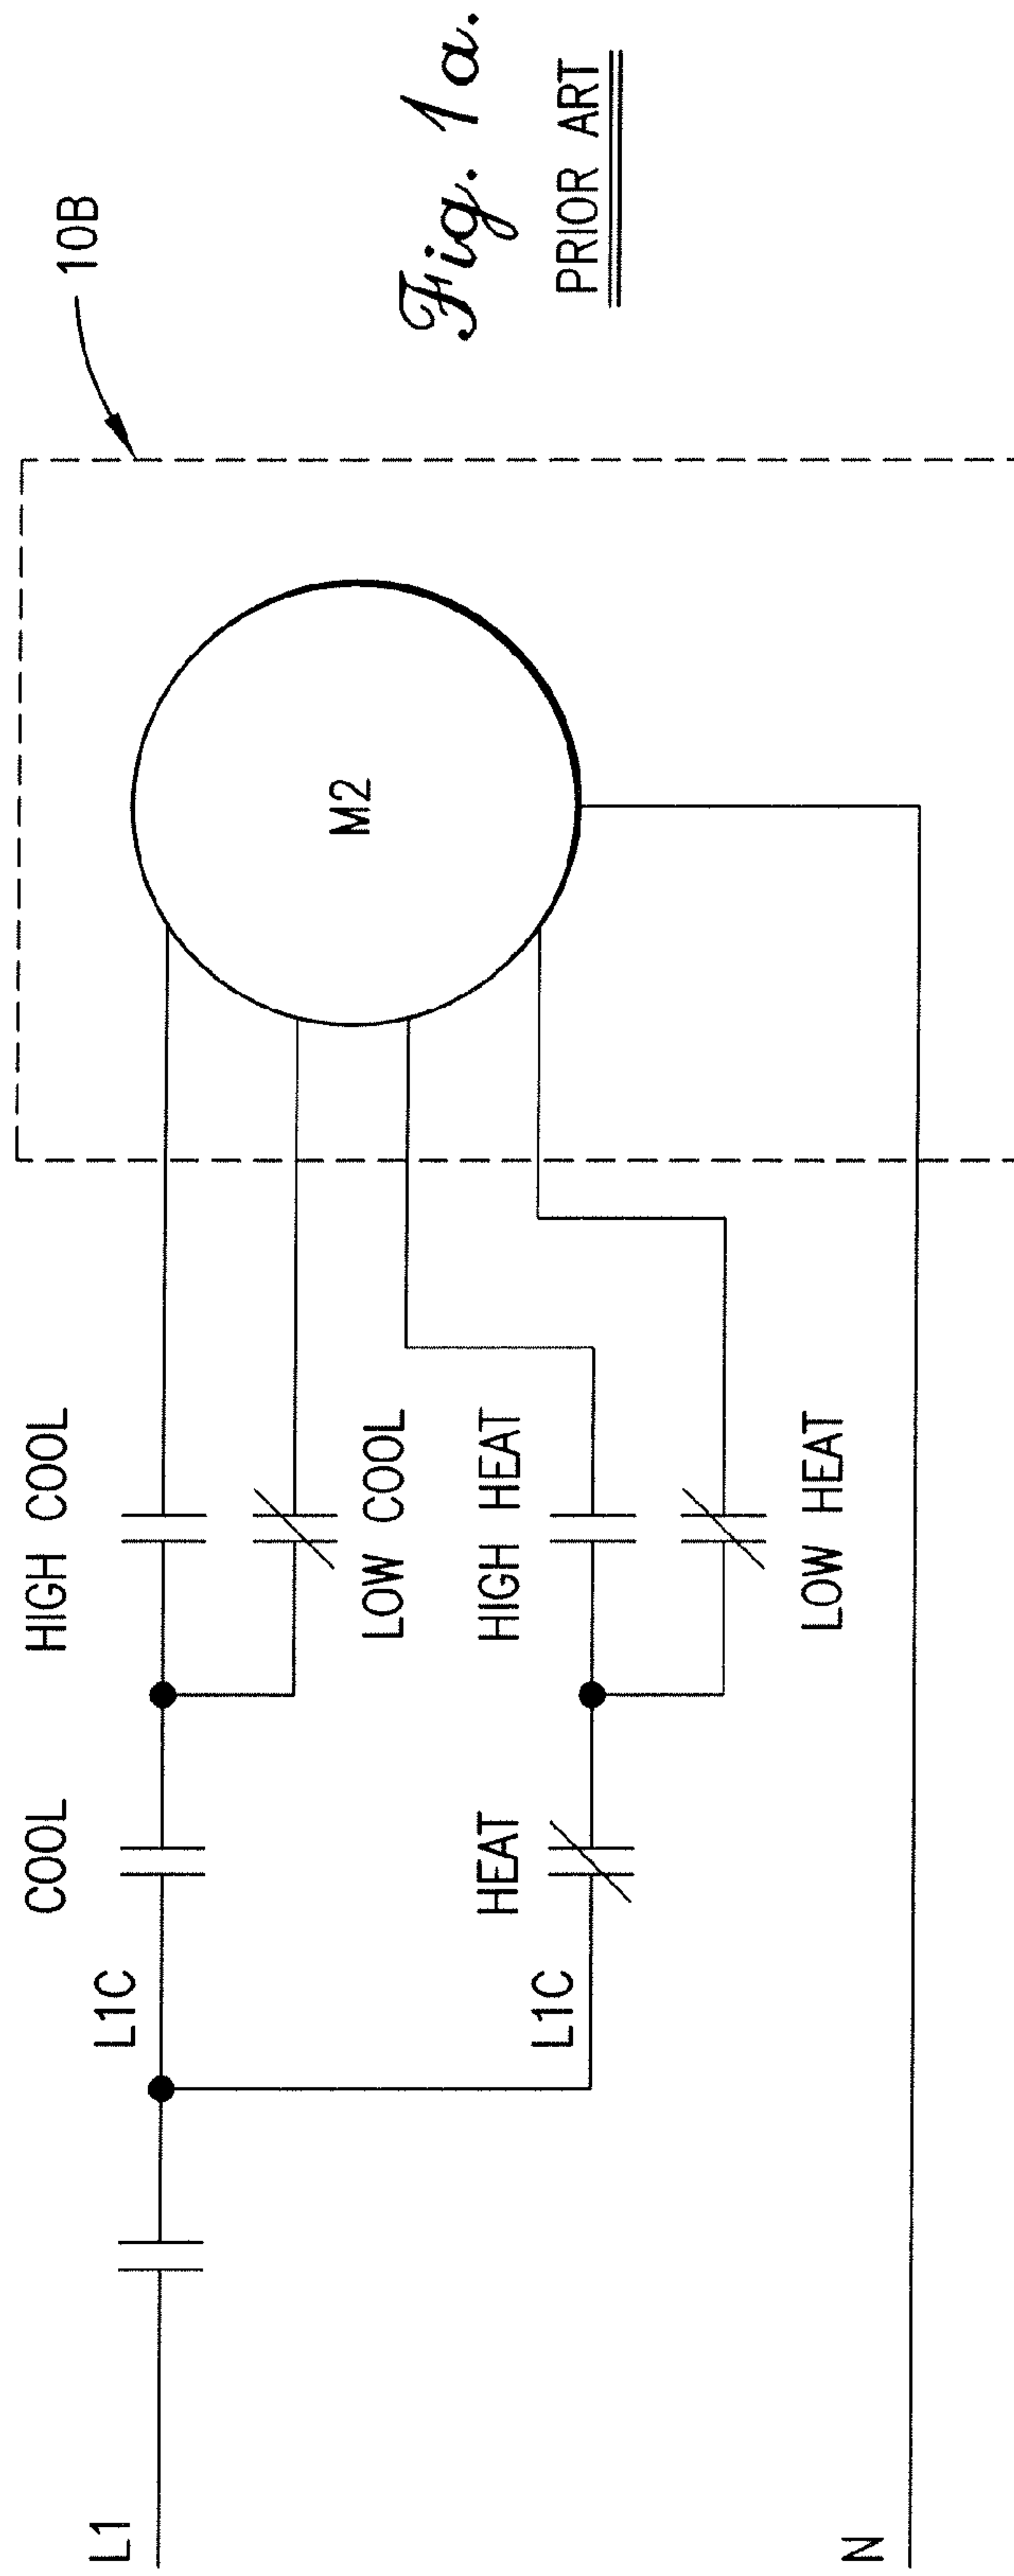 L1
L1C
COOL
HIGH COOL
LOW COOL
L1C
HEAT
HIGH HEAT
LOW HEAT
N
M2
10B
Fig. 1a.
PRIOR ART